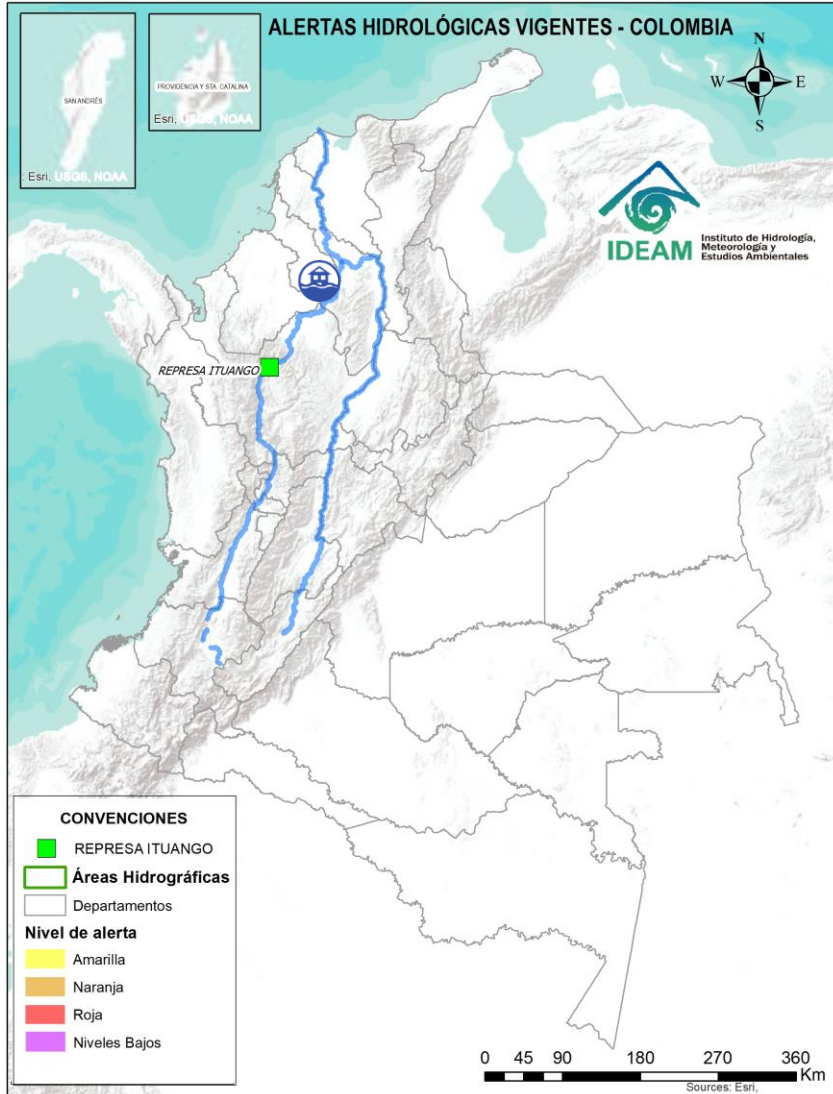 ALERTAS HIDROLÓGICAS VIGENTES - COLOMBIA
SAN ANDRÉS
: Esri, USGS, NOAA
PROVIDENCIA Y STA. CATALINA
Esri, USGS, NOAA
N
W
E
S
IDEAM
Instituto de Hidrología,
Meteorología y
Estudios Ambientales
REPRESA ITUANGO
CONVENCIONES
REPRESA ITUANGO
Áreas Hidrográficas
Departamentos
Nivel de alerta
Amarilla
Naranja
Roja
Niveles Bajos
0 45 90 180 270 360
Km
Sources: Esri,